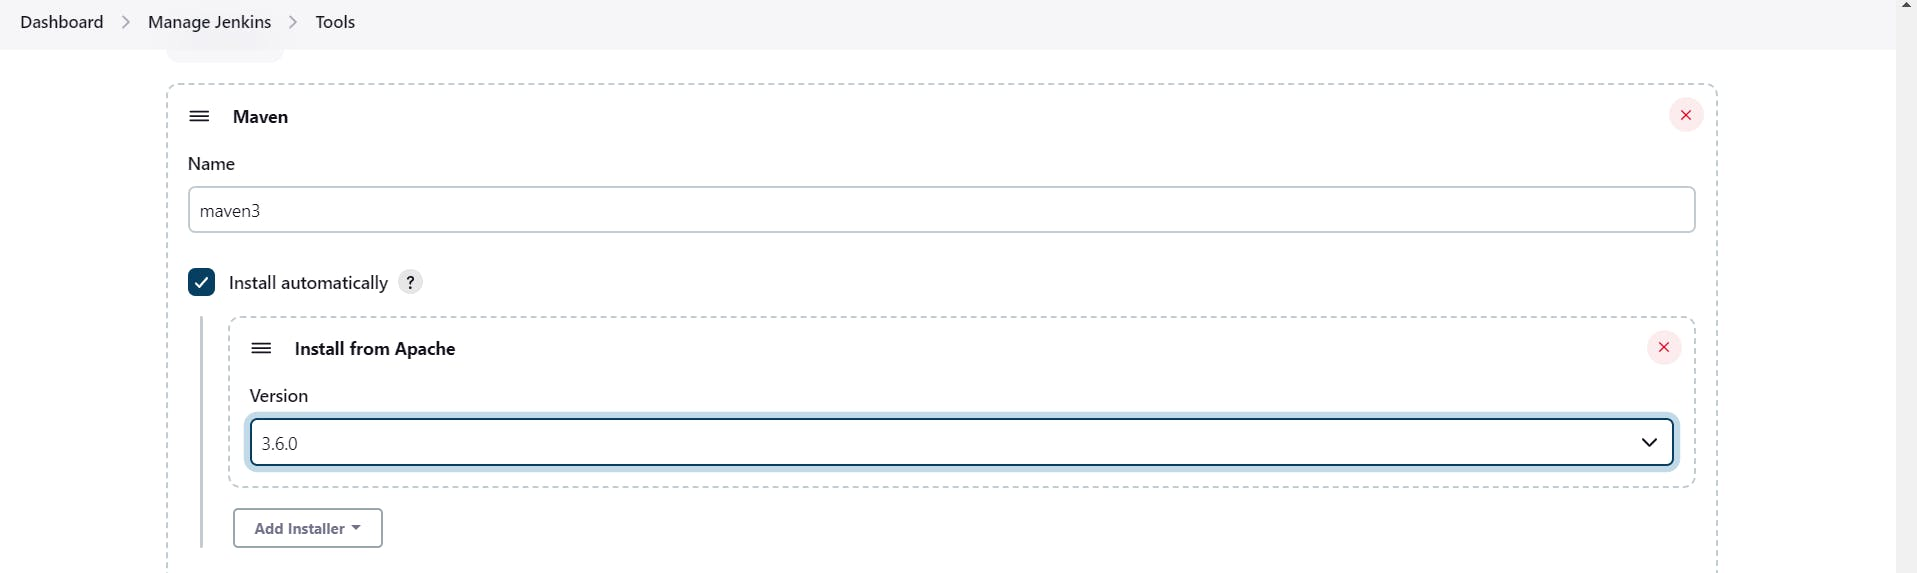 Dashboard > Manage Jenkins > Tools
Maven
Name
maven3
Install automatically ?
Install from Apache
Version
3.6.0
Add Installer